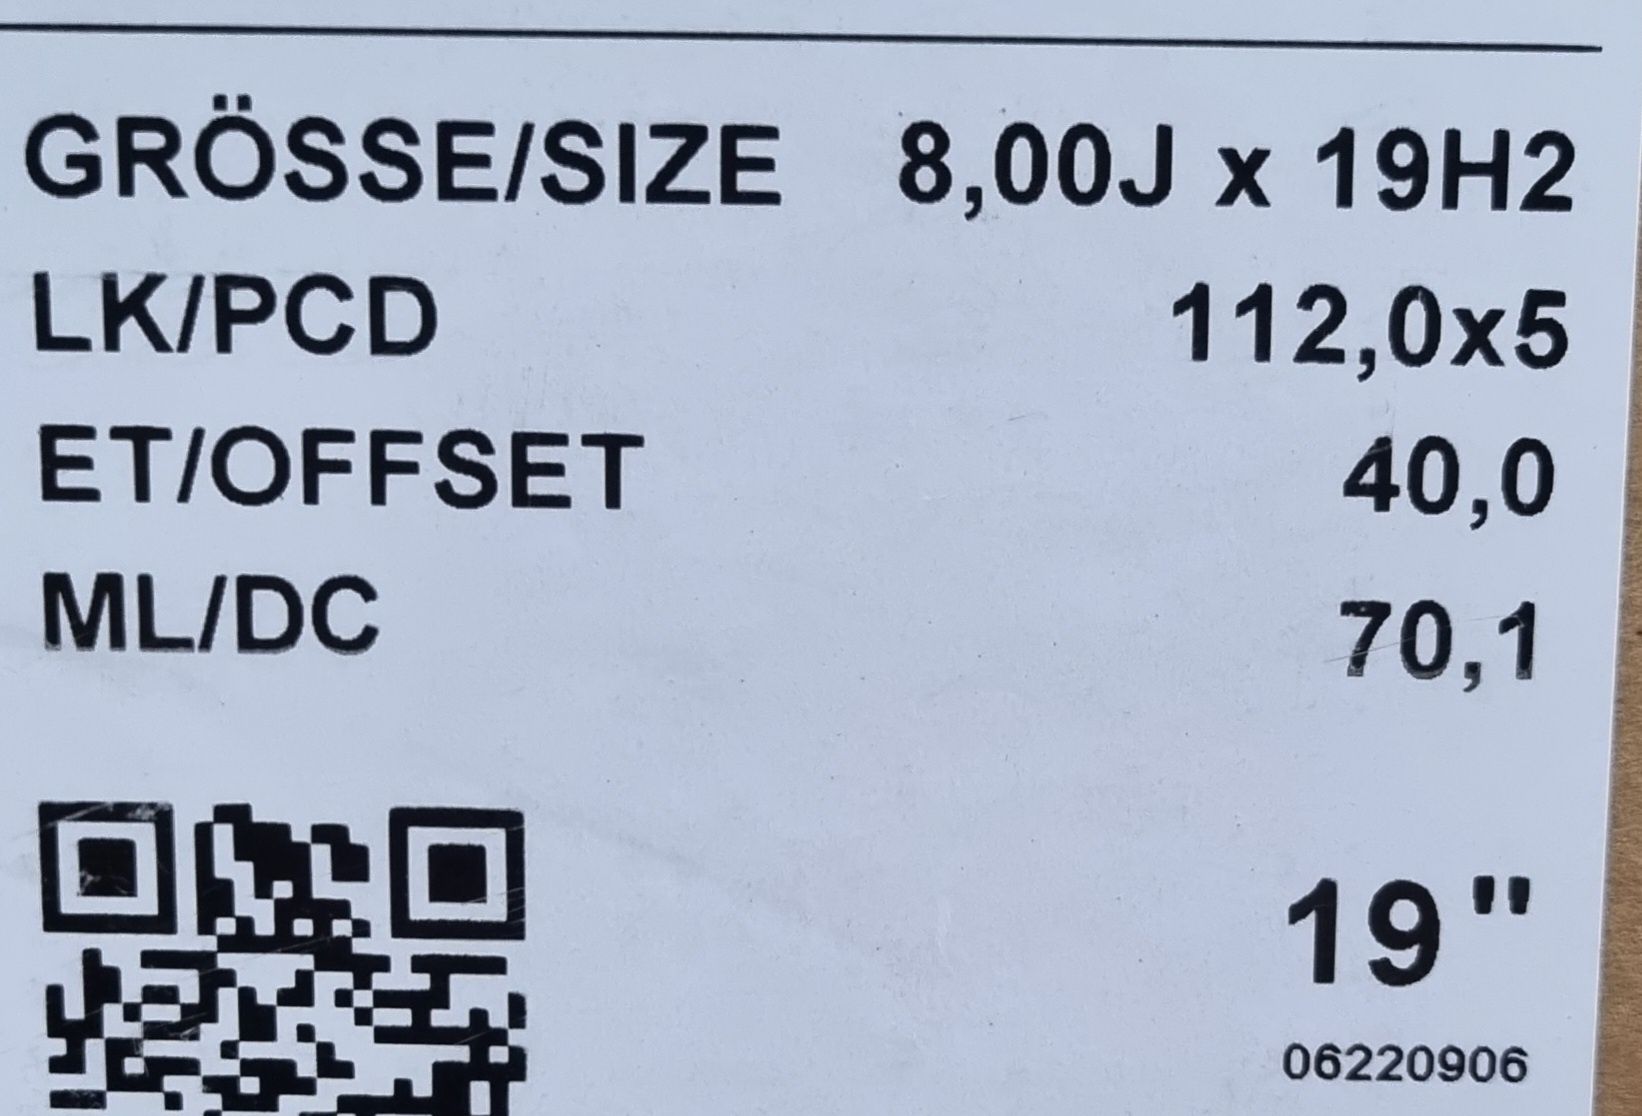 GRÖSSE/SIZE 8,00J x 19H2
LK/PCD 112,0x5
ET/OFFSET 40,0
ML/DC 70,1
19"
06220906